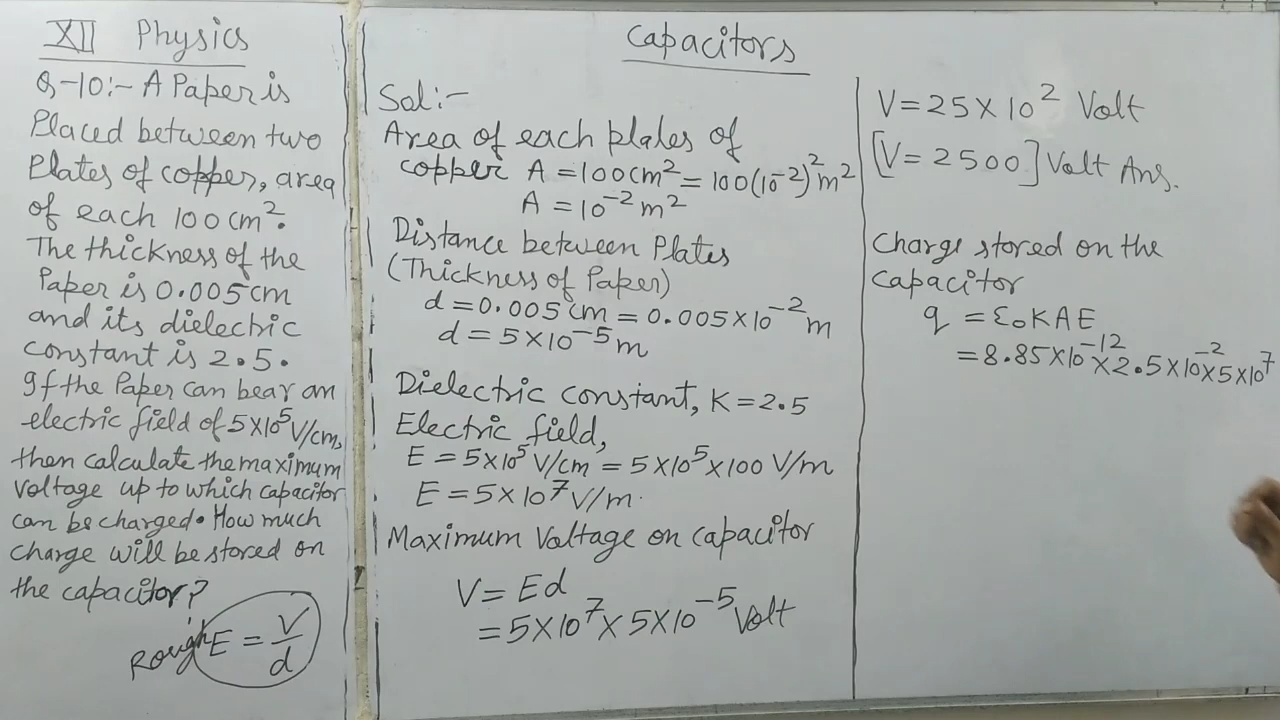 XII Physics
Q-10:- A Paper is
Placed between two
Plates of copper, area
of each 100 cm².
The thickness of the
Paper is 0.005 cm
and its dielectric
constant is 2.5.
If the Paper can bear an
electric field of 5×10⁵ V/cm,
then calculate the maximum
voltage up to which capacitor
can be charged. How much
charge will be stored on
the capacitor?
Rough E = V/d
Capacitors
Sol:-
Area of each plates of
copper A = 100 cm² = 100(10⁻²)² m²
A = 10⁻² m²
Distance between Plates
(Thickness of Paper)
d = 0.005 cm = 0.005 × 10⁻² m
d = 5 × 10⁻⁵ m
Dielectric constant, K = 2.5
Electric field,
E = 5×10⁵ V/cm = 5×10⁵×100 V/m
E = 5×10⁷ V/m.
Maximum Voltage on capacitor
V = Ed
= 5×10⁷ × 5×10⁻⁵ Volt
V = 25 × 10² Volt
[V = 2500] Volt Ans.
Charge stored on the
capacitor
q = ε₀KAE
= 8.85×10⁻¹² × 2.5×10⁻² × 5×10⁷